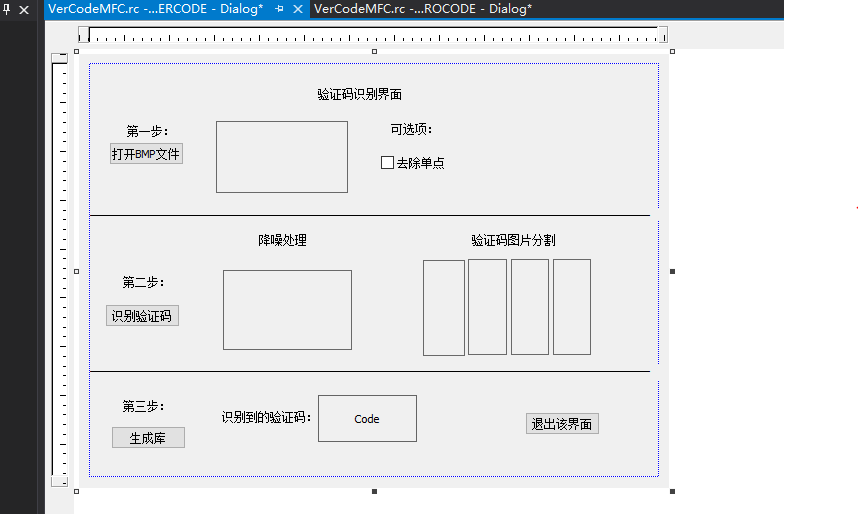 VerCodeMFC.rc -...ERCODE - Dialog*
VerCodeMFC.rc -...ROCODE - Dialog*
验证码识别界面
第一步:
可选项:
打开BMP文件
去除单点
降噪处理
验证码图片分割
第二步:
识别验证码
第三步:
识别到的验证码:
Code
退出该界面
生成库